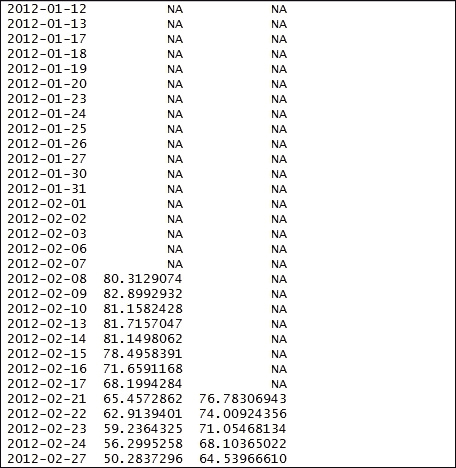 2012-01-12 NA NA
2012-01-13 NA NA
2012-01-17 NA NA
2012-01-18 NA NA
2012-01-19 NA NA
2012-01-20 NA NA
2012-01-23 NA NA
2012-01-24 NA NA
2012-01-25 NA NA
2012-01-26 NA NA
2012-01-27 NA NA
2012-01-30 NA NA
2012-01-31 NA NA
2012-02-01 NA NA
2012-02-02 NA NA
2012-02-03 NA NA
2012-02-06 NA NA
2012-02-07 NA NA
2012-02-08 80.3129074 NA
2012-02-09 82.8992932 NA
2012-02-10 81.1582428 NA
2012-02-13 81.7157047 NA
2012-02-14 81.1498062 NA
2012-02-15 78.4958391 NA
2012-02-16 71.6591168 NA
2012-02-17 68.1994284 NA
2012-02-21 65.4572862 76.78306943
2012-02-22 62.9139401 74.00924356
2012-02-23 59.2364325 71.05468134
2012-02-24 56.2995258 68.10365022
2012-02-27 50.2837296 64.53966610